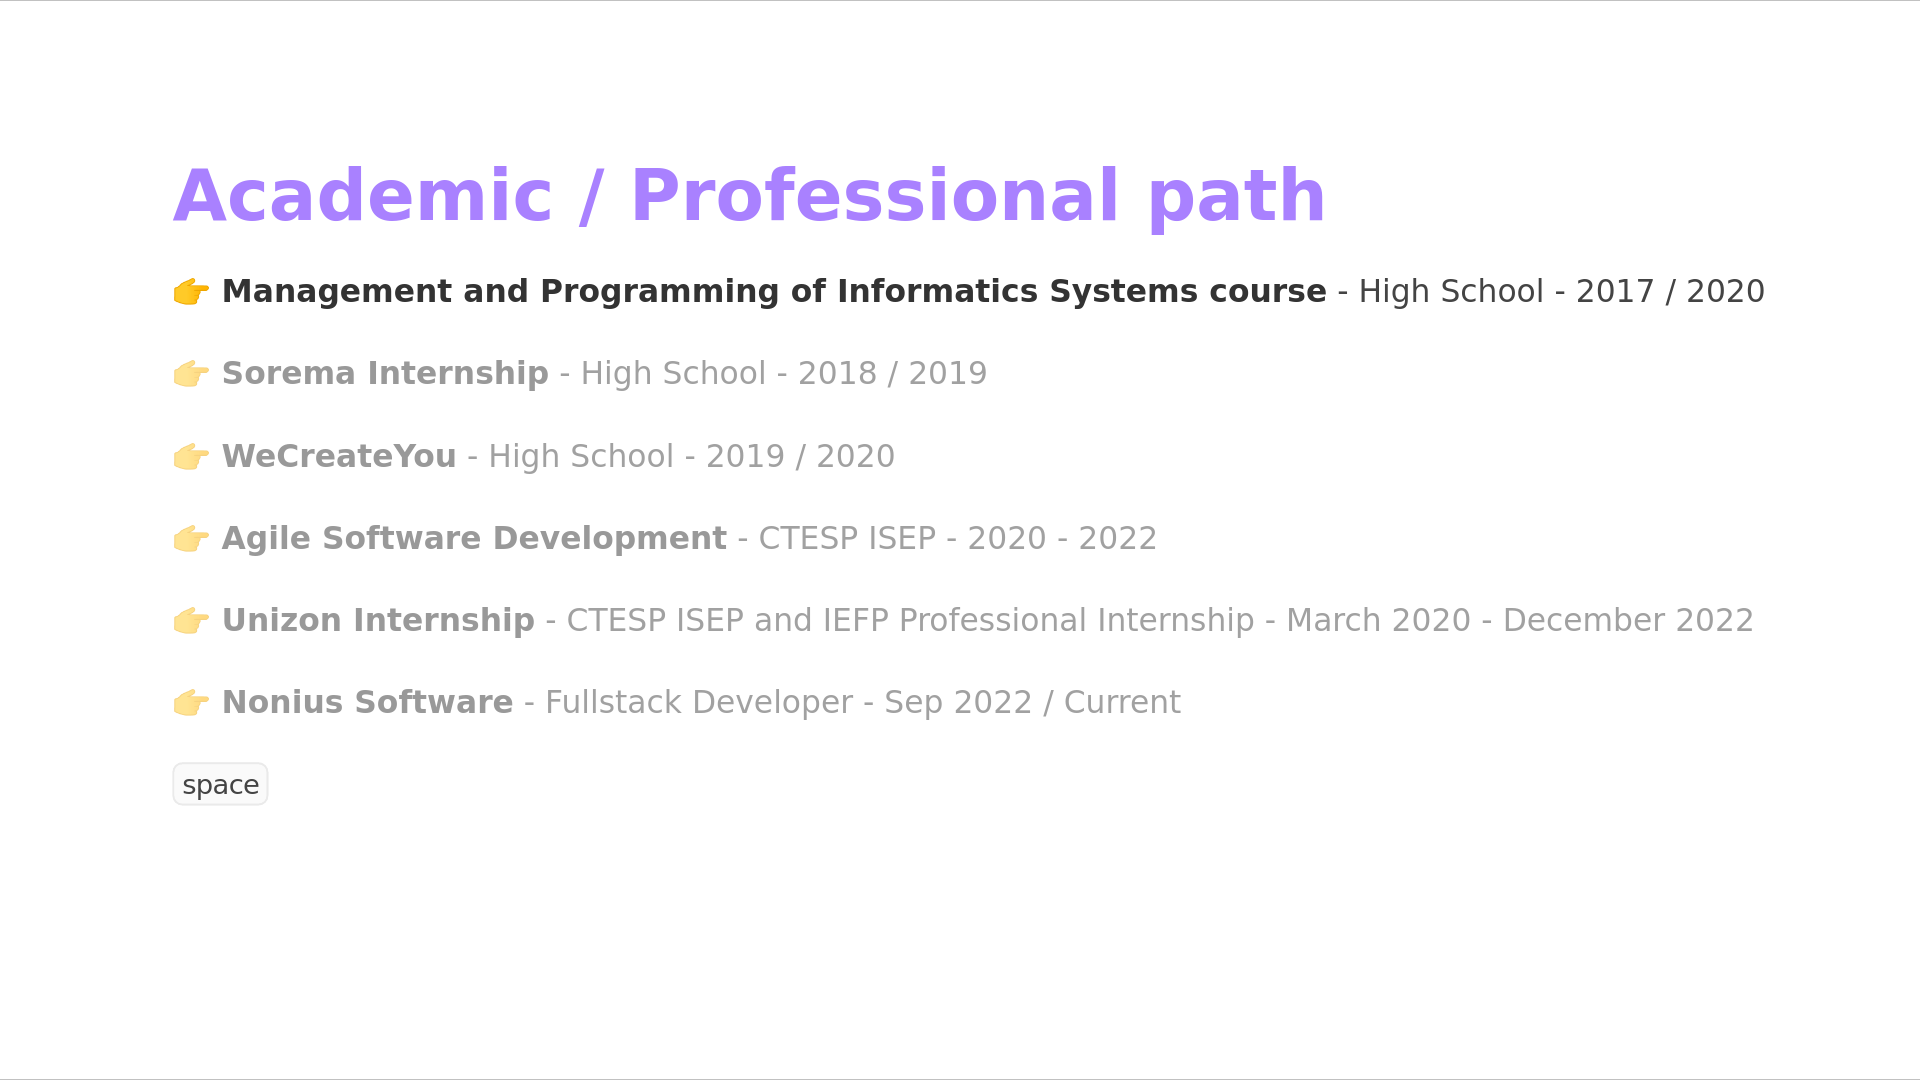 Academic / Professional path
👉 Management and Programming of Informatics Systems course - High School - 2017 / 2020
👉 Sorema Internship - High School - 2018 / 2019
👉 WeCreateYou - High School - 2019 / 2020
👉 Agile Software Development - CTESP ISEP - 2020 - 2022
👉 Unizon Internship - CTESP ISEP and IEFP Professional Internship - March 2020 - December 2022
👉 Nonius Software - Fullstack Developer - Sep 2022 / Current
space